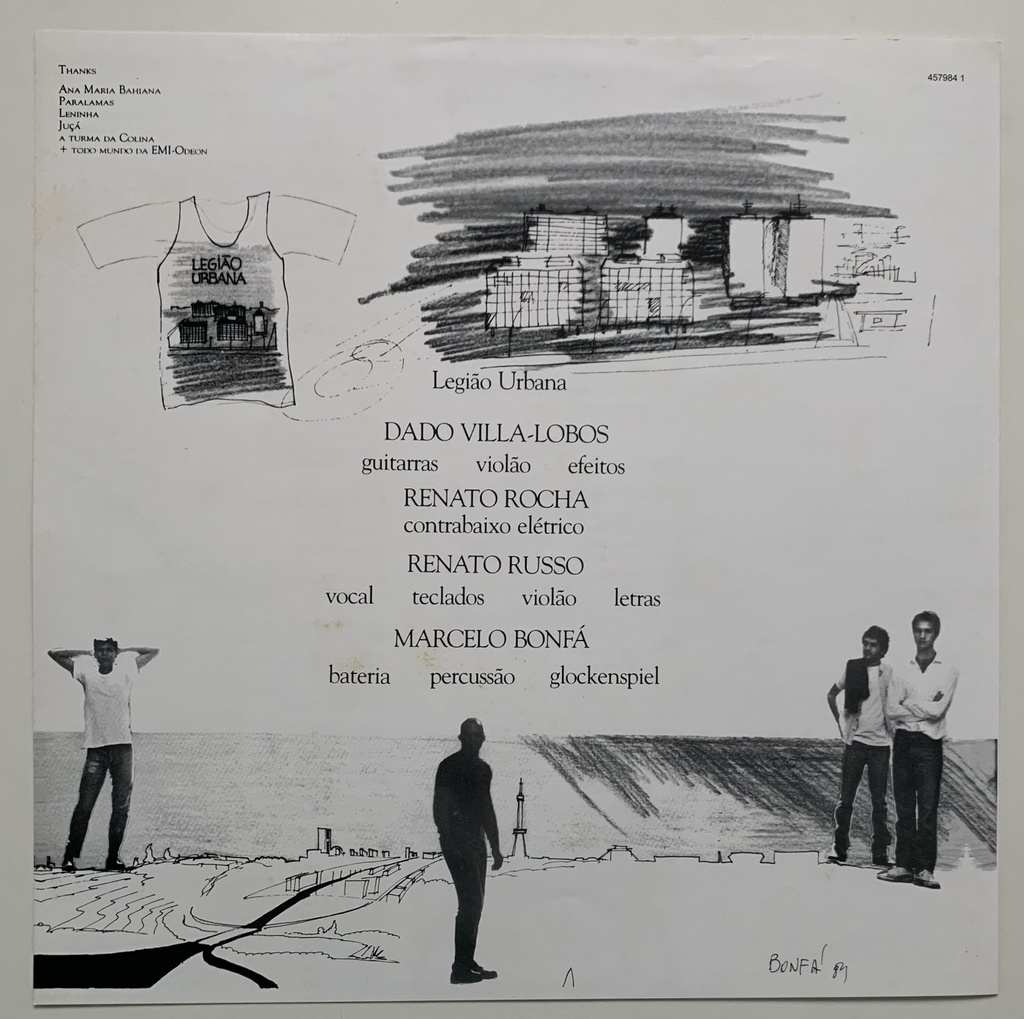 THANKS
ANA MARIA BAHIANA
PARALAMAS
LENINHA
JUÇÁ
A TURMA DA COLINA
+ TODO MUNDO DA EMI-ODEON
457984 1
LEGIÃO
URBANA
Legião Urbana
DADO VILLA-LOBOS
guitarras violão efeitos
RENATO ROCHA
contrabaixo elétrico
RENATO RUSSO
vocal teclados violão letras
MARCELO BONFÁ
bateria percussão glockenspiel
BONFÁ